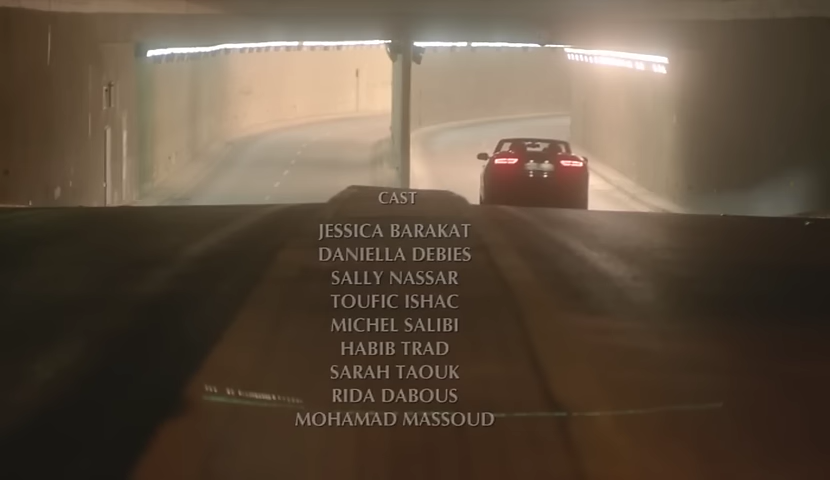 CAST
JESSICA BARAKAT
DANIELLA DEBIES
SALLY NASSAR
TOUFIC ISHAC
MICHEL SALIBI
HABIB TRAD
SARAH TAOUK
RIDA DABOUS
MOHAMAD MASSOUD